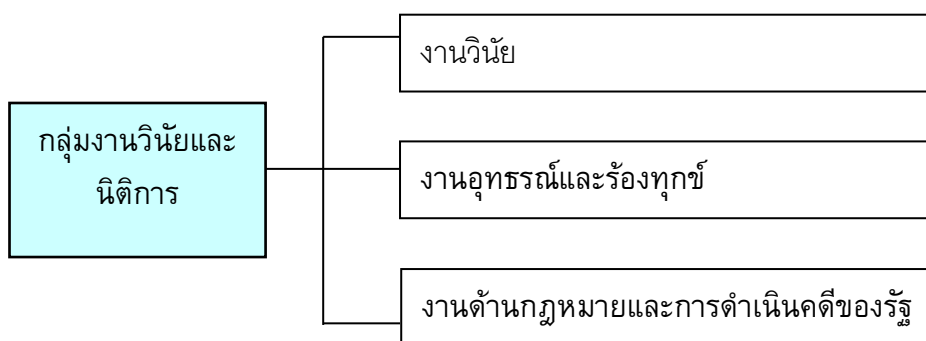 งานวินัย
กลุ่มงานวินัยและ
นิติการ
งานอุทธรณ์และร้องทุกข์
งานด้านกฎหมายและการดำเนินคดีของรัฐ